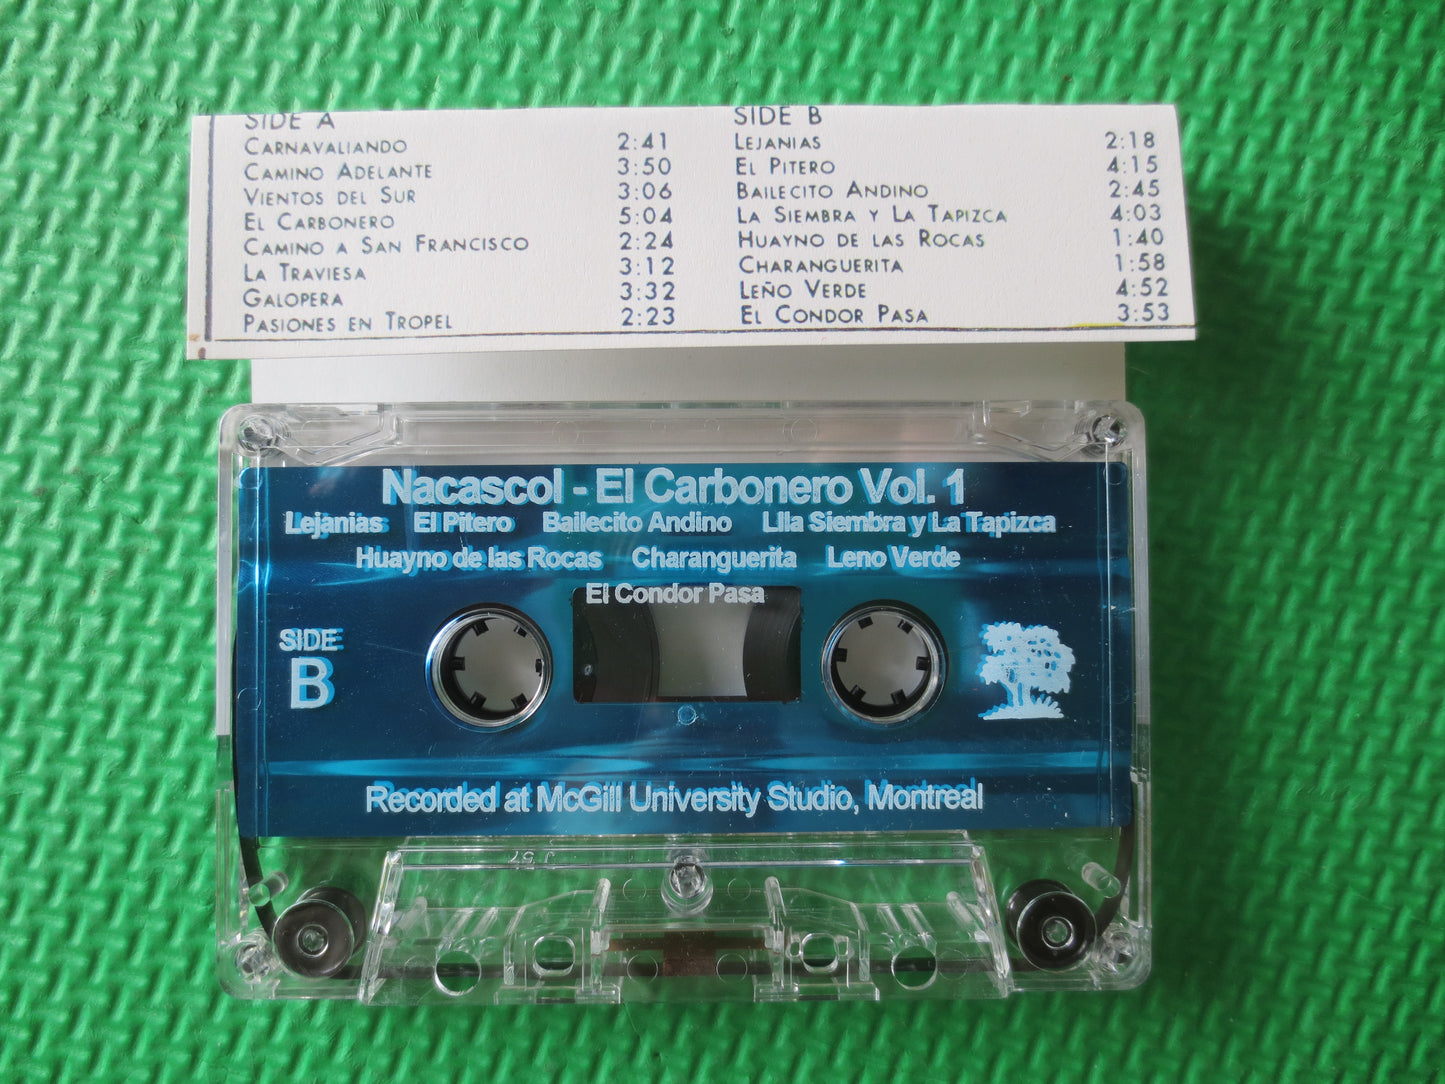 SIDE A
CARNAVALIANDO 2:41
CAMINO ADELANTE 3:50
VIENTOS DEL SUR 3:06
EL CARBONERO 5:04
CAMINO A SAN FRANCISCO 2:24
LA TRAVIESA 3:12
GALOPERA 3:32
PASIONES EN TROPEL 2:23
SIDE B
LEJANIAS 2:18
EL PITERO 4:15
BAILECITO ANDINO 2:45
LA SIEMBRA Y LA TAPIZCA 4:03
HUAYNO DE LAS ROCAS 1:40
CHARANGUERITA 1:58
LEÑO VERDE 4:52
EL CONDOR PASA 3:53
Nacascol - El Carbonero Vol. 1
Lejanias El Pitero Bailecito Andino Llla Siembra y La Tapizca
Huayno de las Rocas Charanguerita Leno Verde
El Condor Pasa
SIDE
B
Recorded at McGill University Studio, Montreal